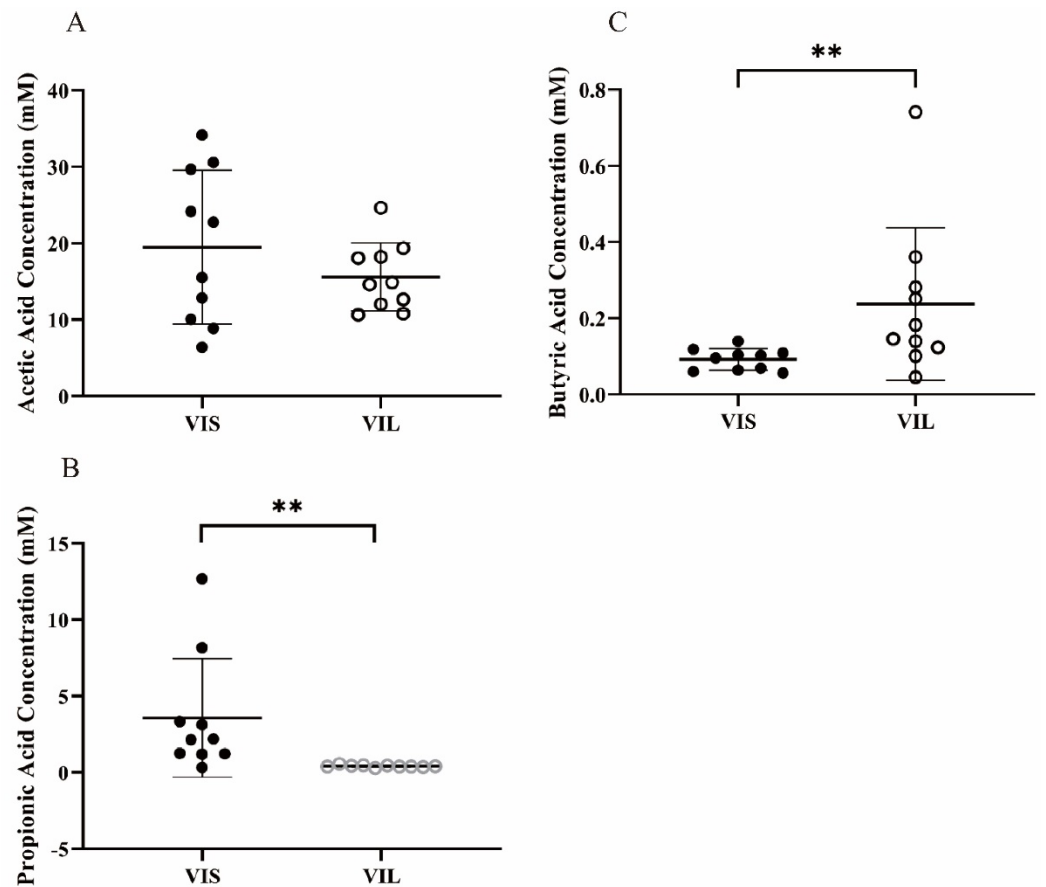 A
Acetic Acid Concentration (mM)
40
30
20
10
0
VIS
VIL
C
**
Butyric Acid Concentration (mM)
0.8
0.6
0.4
0.2
0.0
VIS
VIL
B
**
Propionic Acid Concentration (mM)
15
10
5
0
-5
VIS
VIL